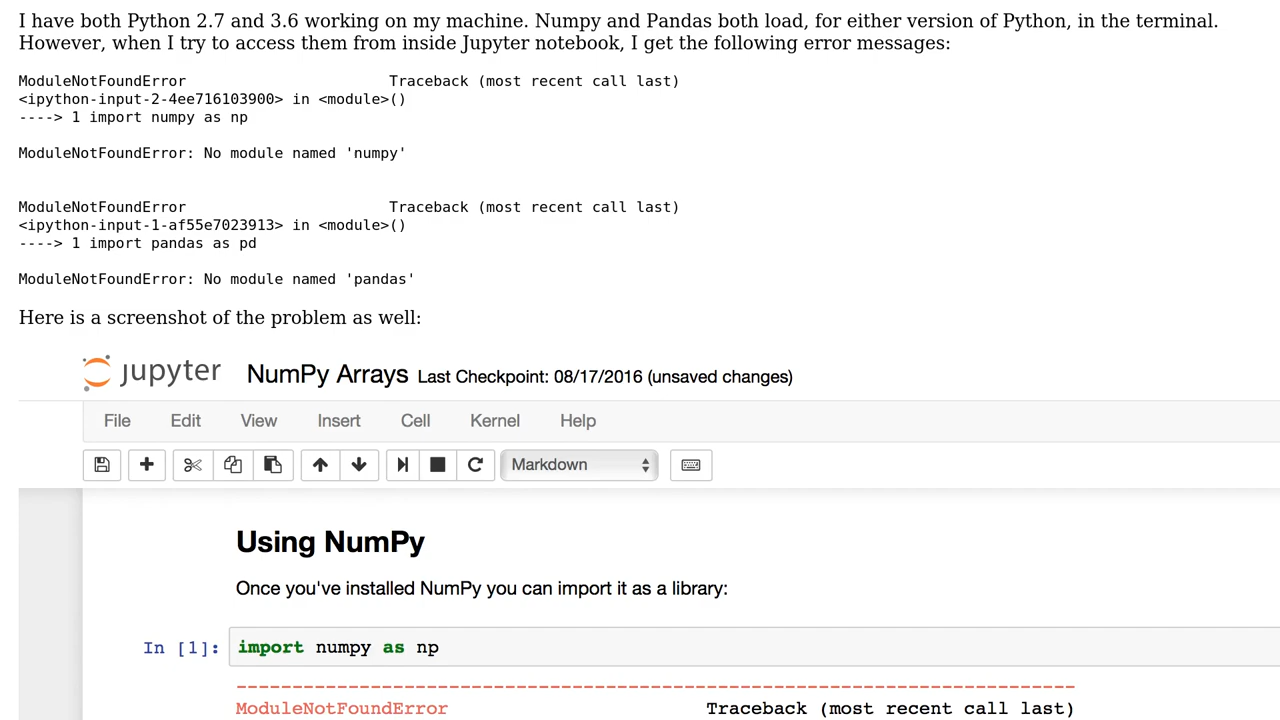 I have both Python 2.7 and 3.6 working on my machine. Numpy and Pandas both load, for either version of Python, in the terminal.
However, when I try to access them from inside Jupyter notebook, I get the following error messages:
ModuleNotFoundError                       Traceback (most recent call last)
<ipython-input-2-4ee716103900> in <module>()
----> 1 import numpy as np
ModuleNotFoundError: No module named 'numpy'
ModuleNotFoundError                       Traceback (most recent call last)
<ipython-input-1-af55e7023913> in <module>()
----> 1 import pandas as pd
ModuleNotFoundError: No module named 'pandas'
Here is a screenshot of the problem as well:
jupyter NumPy Arrays Last Checkpoint: 08/17/2016 (unsaved changes)
File Edit View Insert Cell Kernel Help
Markdown
Using NumPy
Once you've installed NumPy you can import it as a library:
In [1]: import numpy as np
---------------------------------------------------------------------------
ModuleNotFoundError                       Traceback (most recent call last)